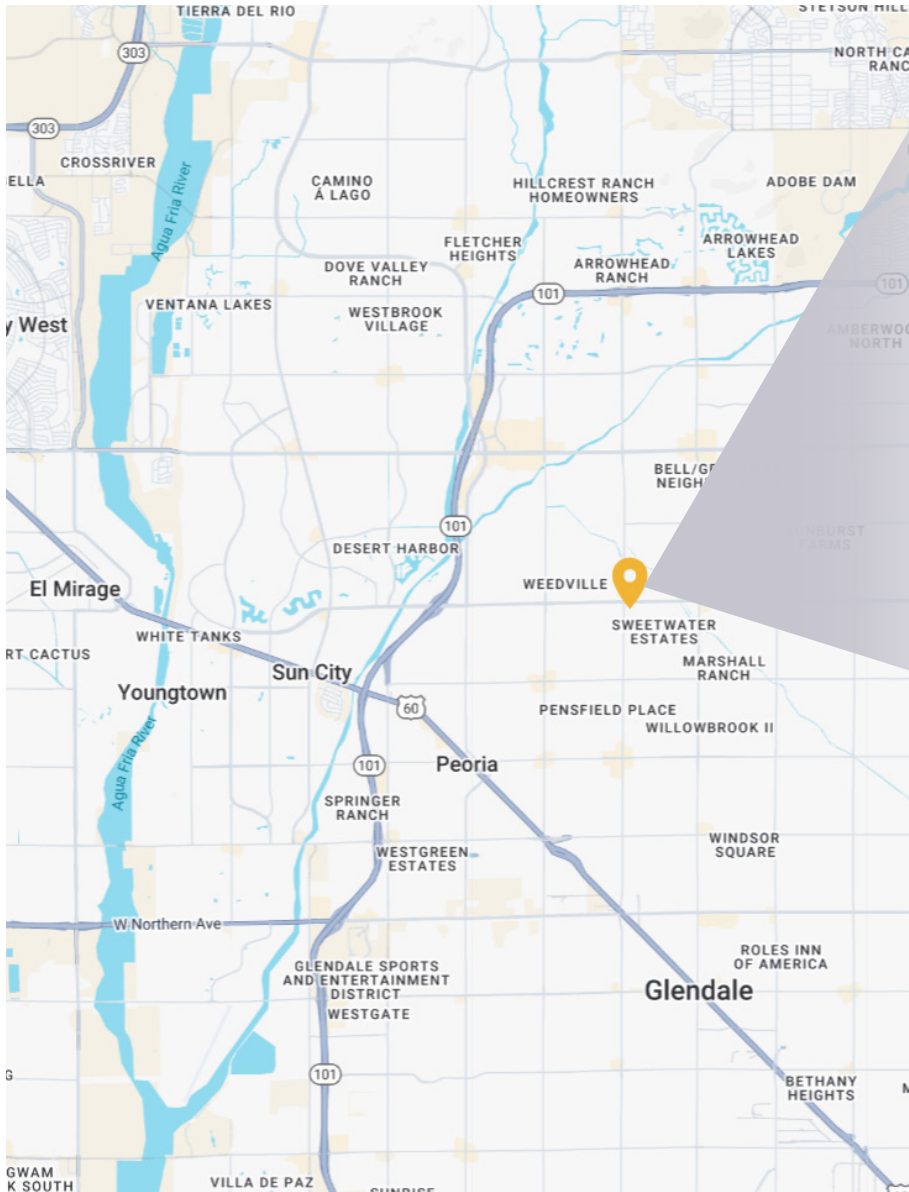 TIERRA DEL RIO
STETSON HILL
303
NORTH CA
RANC
303
CROSSRIVER
ELLA
CAMINO
Á LAGO
HILLCREST RANCH
HOMEOWNERS
ADOBE DAM
Agua Fria River
FLETCHER
HEIGHTS
ARROWHEAD
LAKES
DOVE VALLEY
RANCH
ARROWHEAD
RANCH
101
101
VENTANA LAKES
WESTBROOK
VILLAGE
y West
AMBERWOO
NORTH
BELL/GR
NEIGH
101
DESERT HARBOR
FARMS
WEEDVILLE
El Mirage
SWEETWATER
ESTATES
WHITE TANKS
RT CACTUS
MARSHALL
RANCH
Sun City
Youngtown
60
PENSFIELD PLACE
WILLOWBROOK II
Agua Fria River
101
Peoria
SPRINGER
RANCH
WINDSOR
SQUARE
WESTGREEN
ESTATES
W Northern Ave
ROLES INN
OF AMERICA
GLENDALE SPORTS
AND ENTERTAINMENT
DISTRICT
Glendale
WESTGATE
101
G
BETHANY
HEIGHTS
M
GWAM
K SOUTH
VILLA DE PAZ
SUNRISE